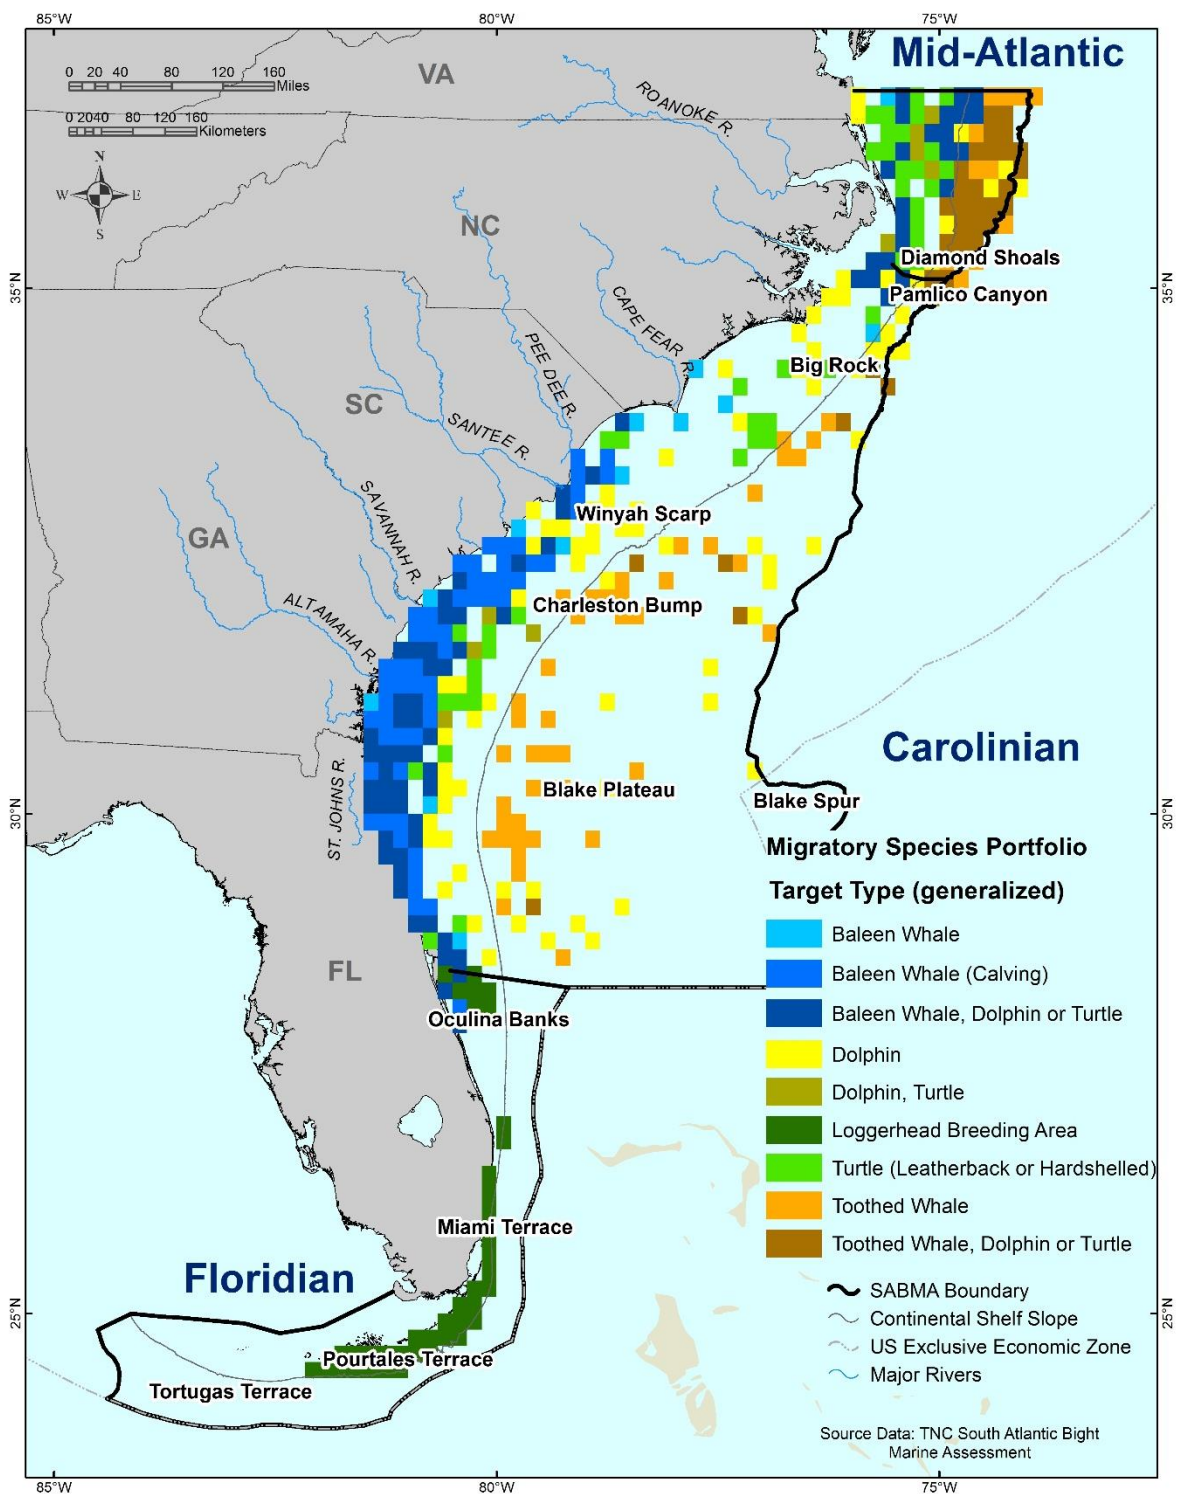 85°W
80°W
75°W
Mid-Atlantic
VA
0 20 40 80 120 160
Miles
0 2040 80 120 160
Kilometers
ROANOKE R.
N
W E
S
NC
35°N
35°N
Diamond Shoals
Pamlico Canyon
CAPE FEAR R.
PEE DEE R.
Big Rock
SC
SANTEE R.
SAVANNAH R.
Winyah Scarp
GA
ALTAMAHA R.
Charleston Bump
Carolinian
ST. JOHNS R.
Blake Plateau
Blake Spur
30°N
30°N
Migratory Species Portfolio
Target Type (generalized)
Baleen Whale
FL
Baleen Whale (Calving)
Baleen Whale, Dolphin or Turtle
Oculina Banks
Dolphin
Dolphin, Turtle
Loggerhead Breeding Area
Turtle (Leatherback or Hardshelled)
Toothed Whale
Toothed Whale, Dolphin or Turtle
Miami Terrace
Floridian
SABMA Boundary
Continental Shelf Slope
US Exclusive Economic Zone
Major Rivers
25°N
25°N
Pourtales Terrace
Tortugas Terrace
Source Data: TNC South Atlantic Bight
Marine Assessment
85°W
80°W
75°W